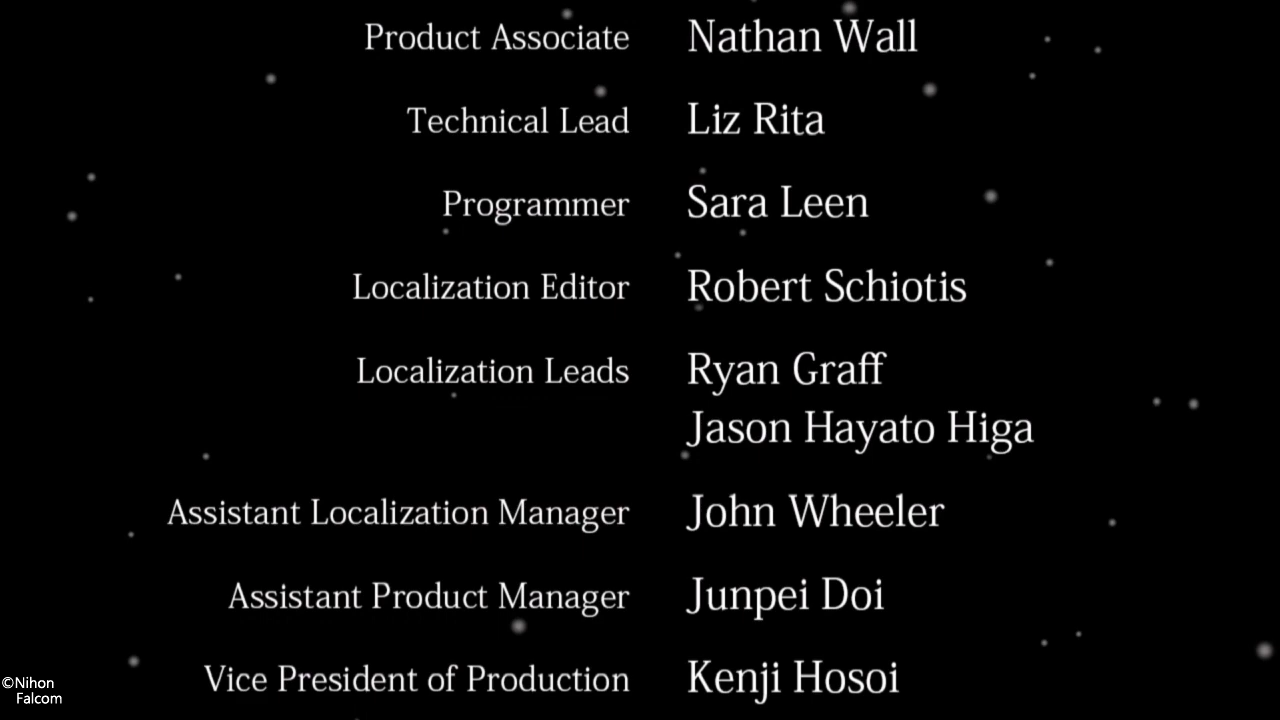 Product Associate Nathan Wall
Technical Lead Liz Rita
Programmer Sara Leen
Localization Editor Robert Schiotis
Localization Leads Ryan Graff
Jason Hayato Higa
Assistant Localization Manager John Wheeler
Assistant Product Manager Junpei Doi
Vice President of Production Kenji Hosoi
©Nihon
Falcom